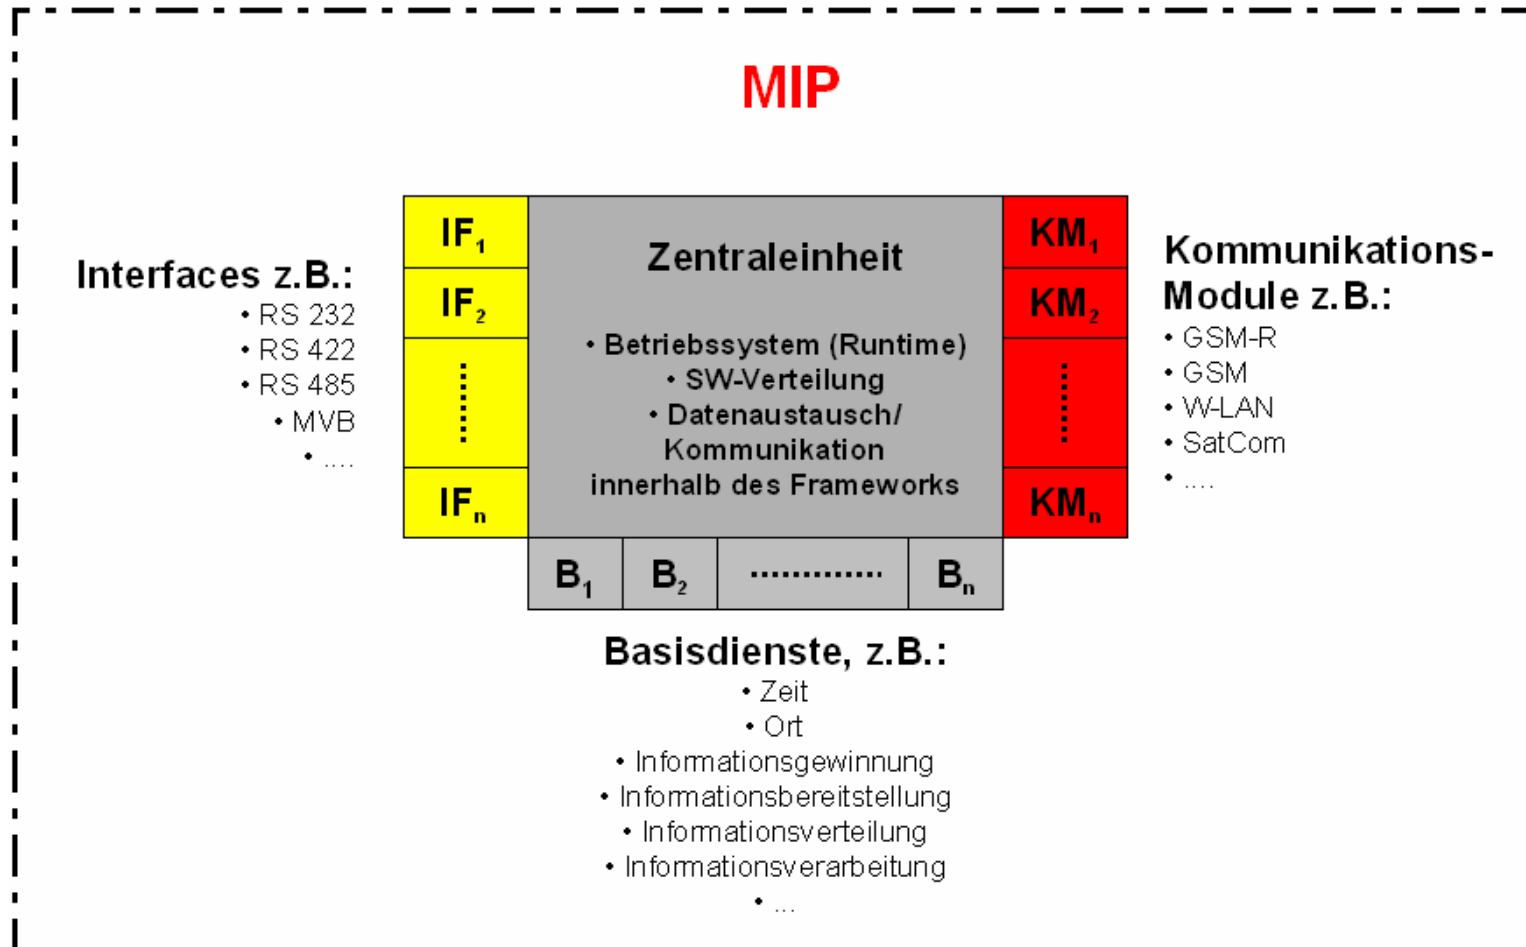 MIP
Interfaces z.B.:
• RS 232
• RS 422
• RS 485
• MVB
• ....
IF₁
IF₂
IFₙ
Zentraleinheit
• Betriebssystem (Runtime)
• SW-Verteilung
• Datenaustausch/
Kommunikation
innerhalb des Frameworks
KM₁
KM₂
KMₙ
Kommunikations-
Module z.B.:
• GSM-R
• GSM
• W-LAN
• SatCom
• ....
B₁ B₂ ............. Bₙ
Basisdienste, z.B.:
• Zeit
• Ort
• Informationsgewinnung
• Informationsbereitstellung
• Informationsverteilung
• Informationsverarbeitung
• ...